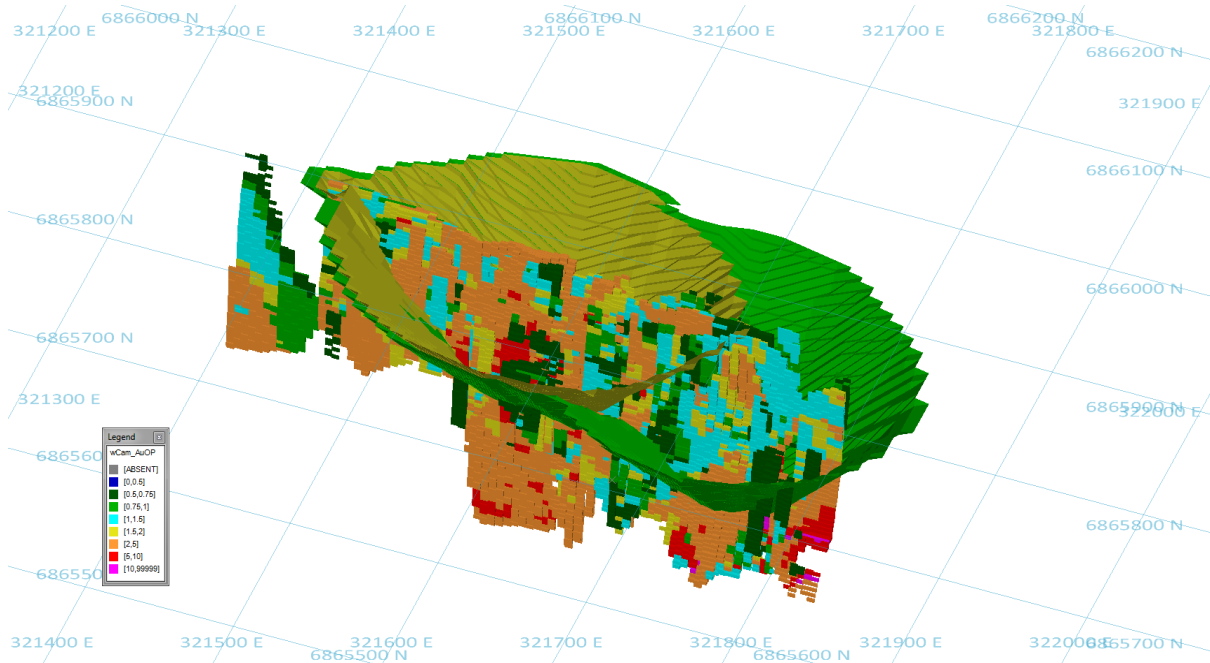 6866000 N
6866100 N
6866200 N
321200 E
321300 E
321400 E
321500 E
321600 E
321700 E
321800 E
6866200 N
321200 E
6865900 N
321900 E
6866100 N
6865800 N
6866000 N
6865700 N
321300 E
6865900 N
322000 E
Legend
wCam_AuOP
[ABSENT]
[0,0.5]
[0.5,0.75]
[0.75,1]
[1,1.5]
[1.5,2]
[2,5]
[5,10]
[10,99999]
6865800 N
321400 E
321500 E
321600 E
321700 E
321800 E
321900 E
6865700 N
6865500 N
6865600 N